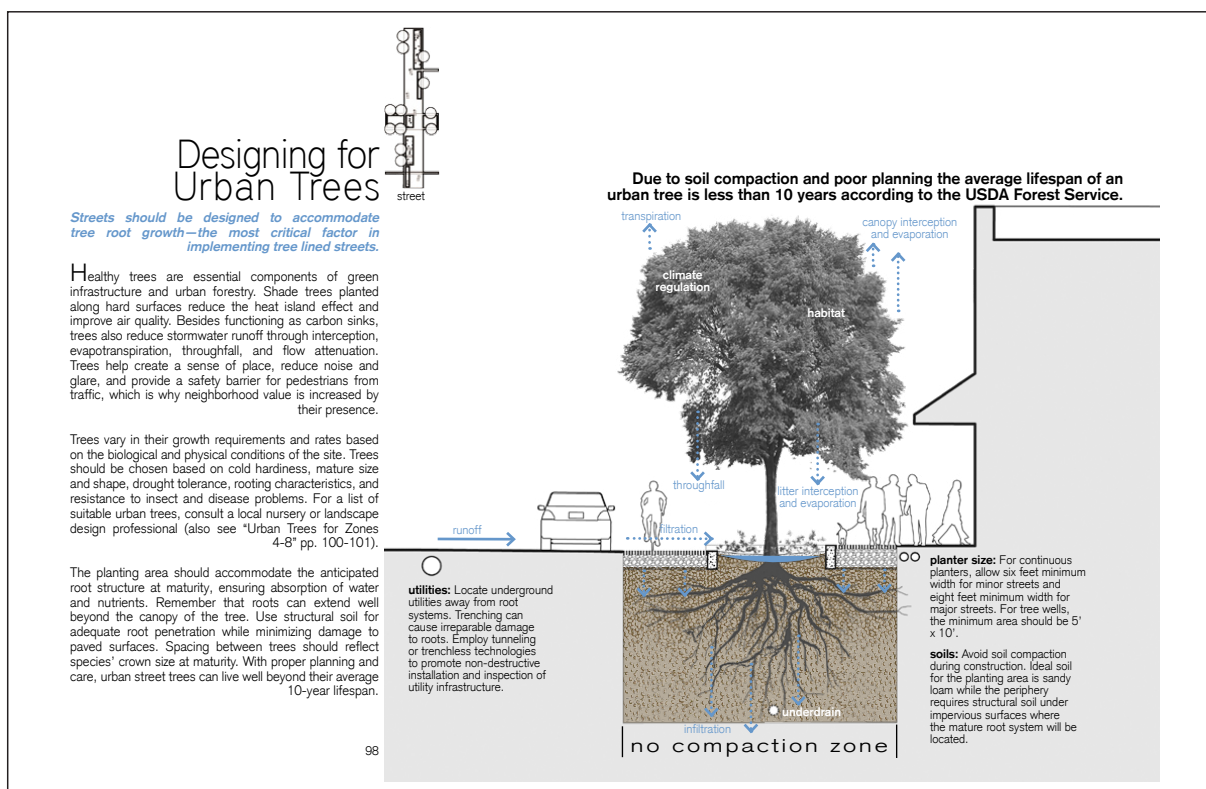 Designing for
Urban Trees
street
Streets should be designed to accommodate
tree root growth—the most critical factor in
implementing tree lined streets.
Healthy trees are essential components of green
infrastructure and urban forestry. Shade trees planted
along hard surfaces reduce the heat island effect and
improve air quality. Besides functioning as carbon sinks,
trees also reduce stormwater runoff through interception,
evapotranspiration, throughfall, and flow attenuation.
Trees help create a sense of place, reduce noise and
glare, and provide a safety barrier for pedestrians from
traffic, which is why neighborhood value is increased by
their presence.
Trees vary in their growth requirements and rates based
on the biological and physical conditions of the site. Trees
should be chosen based on cold hardiness, mature size
and shape, drought tolerance, rooting characteristics, and
resistance to insect and disease problems. For a list of
suitable urban trees, consult a local nursery or landscape
design professional (also see “Urban Trees for Zones
4-8” pp. 100-101).
The planting area should accommodate the anticipated
root structure at maturity, ensuring absorption of water
and nutrients. Remember that roots can extend well
beyond the canopy of the tree. Use structural soil for
adequate root penetration while minimizing damage to
paved surfaces. Spacing between trees should reflect
species’ crown size at maturity. With proper planning and
care, urban street trees can live well beyond their average
10-year lifespan.
98
Due to soil compaction and poor planning the average lifespan of an
urban tree is less than 10 years according to the USDA Forest Service.
transpiration
canopy interception
and evaporation
climate
regulation
habitat
throughfall
litter interception
and evaporation
runoff
filtration
utilities: Locate underground
utilities away from root
systems. Trenching can
cause irreparable damage
to roots. Employ tunneling
or trenchless technologies
to promote non-destructive
installation and inspection of
utility infrastructure.
planter size: For continuous
planters, allow six feet minimum
width for minor streets and
eight feet minimum width for
major streets. For tree wells,
the minimum area should be 5’
x 10’.
soils: Avoid soil compaction
during construction. Ideal soil
for the planting area is sandy
loam while the periphery
requires structural soil under
impervious surfaces where
the mature root system will be
located.
underdrain
infiltration
no compaction zone